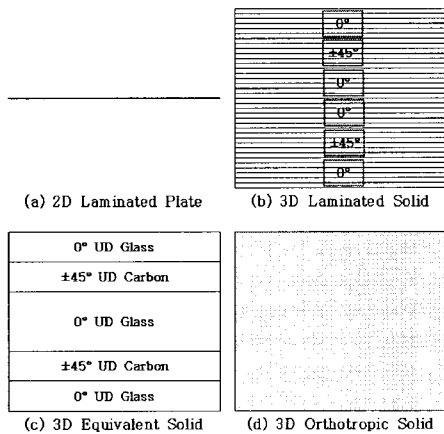 0°
±45°
0°
0°
±45°
0°
(a) 2D Laminated Plate
(b) 3D Laminated Solid
0° UD Glass
±45° UD Carbon
0° UD Glass
±45° UD Carbon
0° UD Glass
(c) 3D Equivalent Solid
(d) 3D Orthotropic Solid